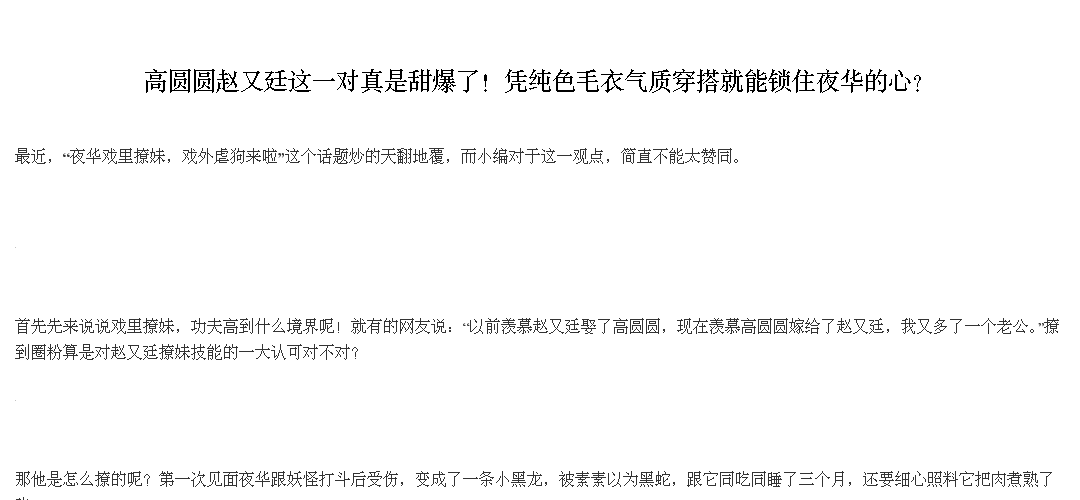 高圆圆赵又廷这一对真是甜爆了！凭纯色毛衣气质穿搭就能锁住夜华的心？
最近，“夜华戏里撩妹，戏外虐狗来啦”这个话题炒的天翻地覆，而小编对于这一观点，简直不能太赞同。
首先先来说说戏里撩妹，功夫高到什么境界呢！就有的网友说：“以前羡慕赵又廷娶了高圆圆，现在羡慕高圆圆嫁给了赵又廷，我又多了一个老公。”撩
到圈粉算是对赵又廷撩妹技能的一大认可对不对？
那他是怎么撩的呢？第一次见面夜华跟妖怪打斗后受伤，变成了一条小黑龙，被素素以为黑蛇，跟它同吃同睡了三个月，还要细心照料它把肉煮熟了